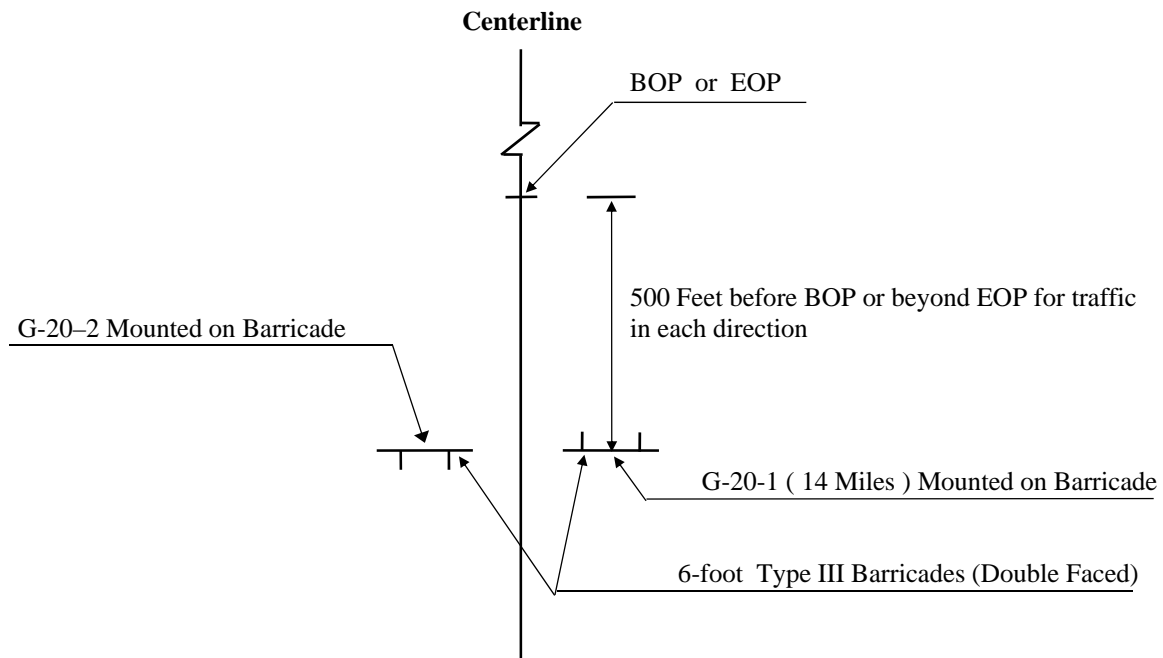 Centerline
BOP or EOP
500 Feet before BOP or beyond EOP for traffic
in each direction
G-20–2 Mounted on Barricade
G-20-1 ( 14 Miles ) Mounted on Barricade
6-foot Type III Barricades (Double Faced)